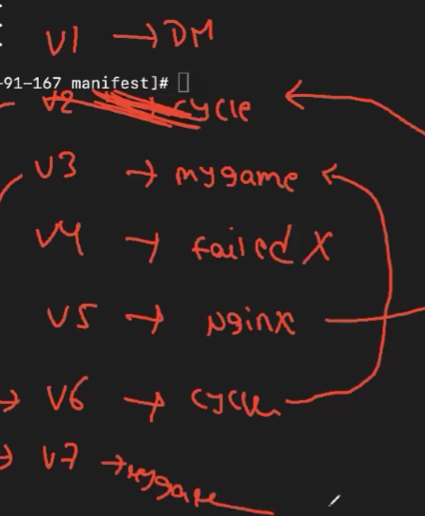 V1 → DM
-91-167 manifest]#
V2 → cycle
V3 → mygame
V4 → failed X
V5 → Nginx
→ V6 → cycle
→ V7 → mygame